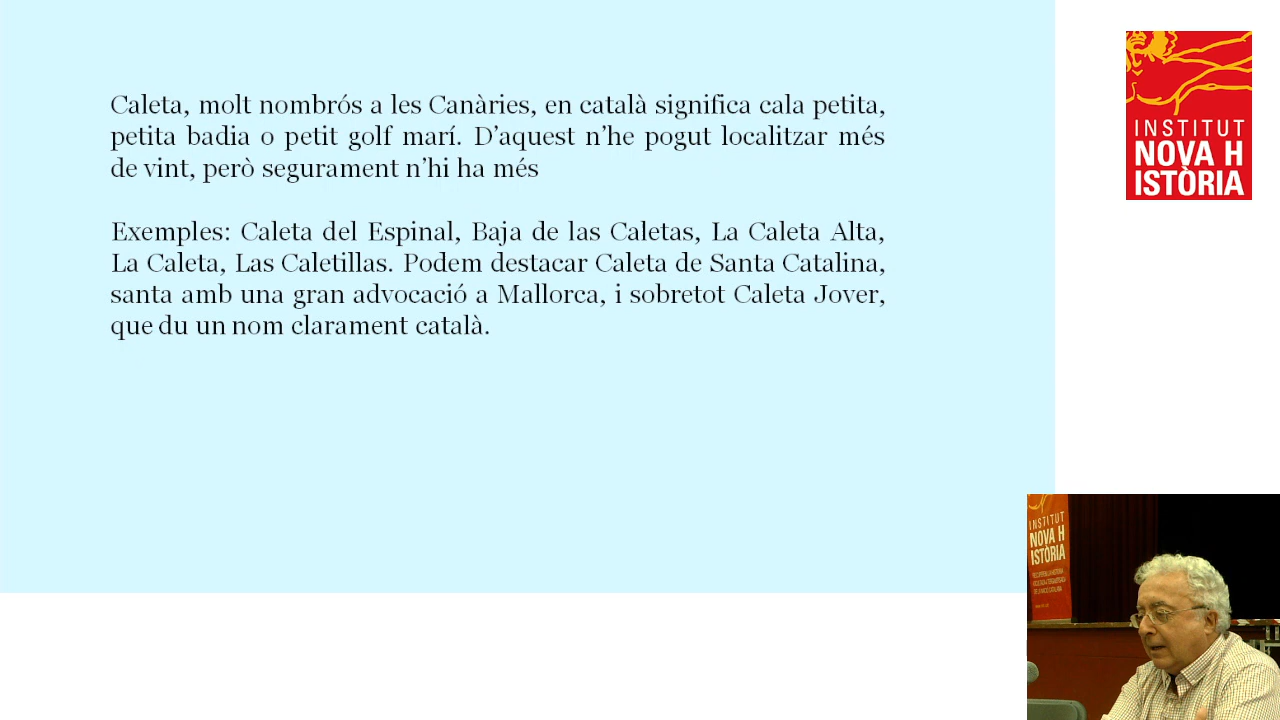 Caleta, molt nombrós a les Canàries, en català significa cala petita,
petita badia o petit golf marí. D'aquest n'he pogut localitzar més
de vint, però segurament n'hi ha més
Exemples: Caleta del Espinal, Baja de las Caletas, La Caleta Alta,
La Caleta, Las Caletillas. Podem destacar Caleta de Santa Catalina,
santa amb una gran advocació a Mallorca, i sobretot Caleta Jover,
que du un nom clarament català.
INSTITUT
NOVA H
ISTÒRIA
INSTITUT
NOVA H
ISTÒRIA